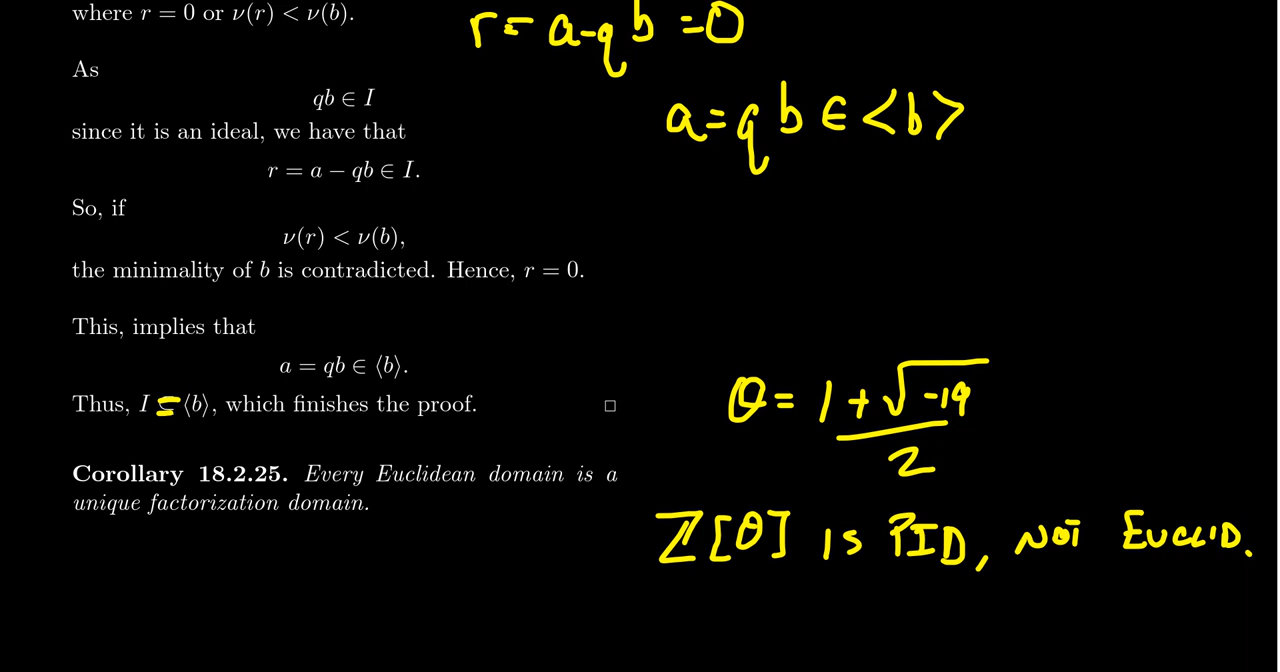 where r = 0 or ν(r) < ν(b).
r = a-qb = 0
As
qb ∈ I
a = qb ∈ <b>
since it is an ideal, we have that
r = a − qb ∈ I.
So, if
ν(r) < ν(b),
the minimality of b is contradicted. Hence, r = 0.
This, implies that
a = qb ∈ ⟨b⟩.
Thus, I ⊆ ⟨b⟩, which finishes the proof. □
θ = 1 + √-19 / 2
Corollary 18.2.25. Every Euclidean domain is a
unique factorization domain.
ℤ[θ] IS PID, NOT EUCLID.